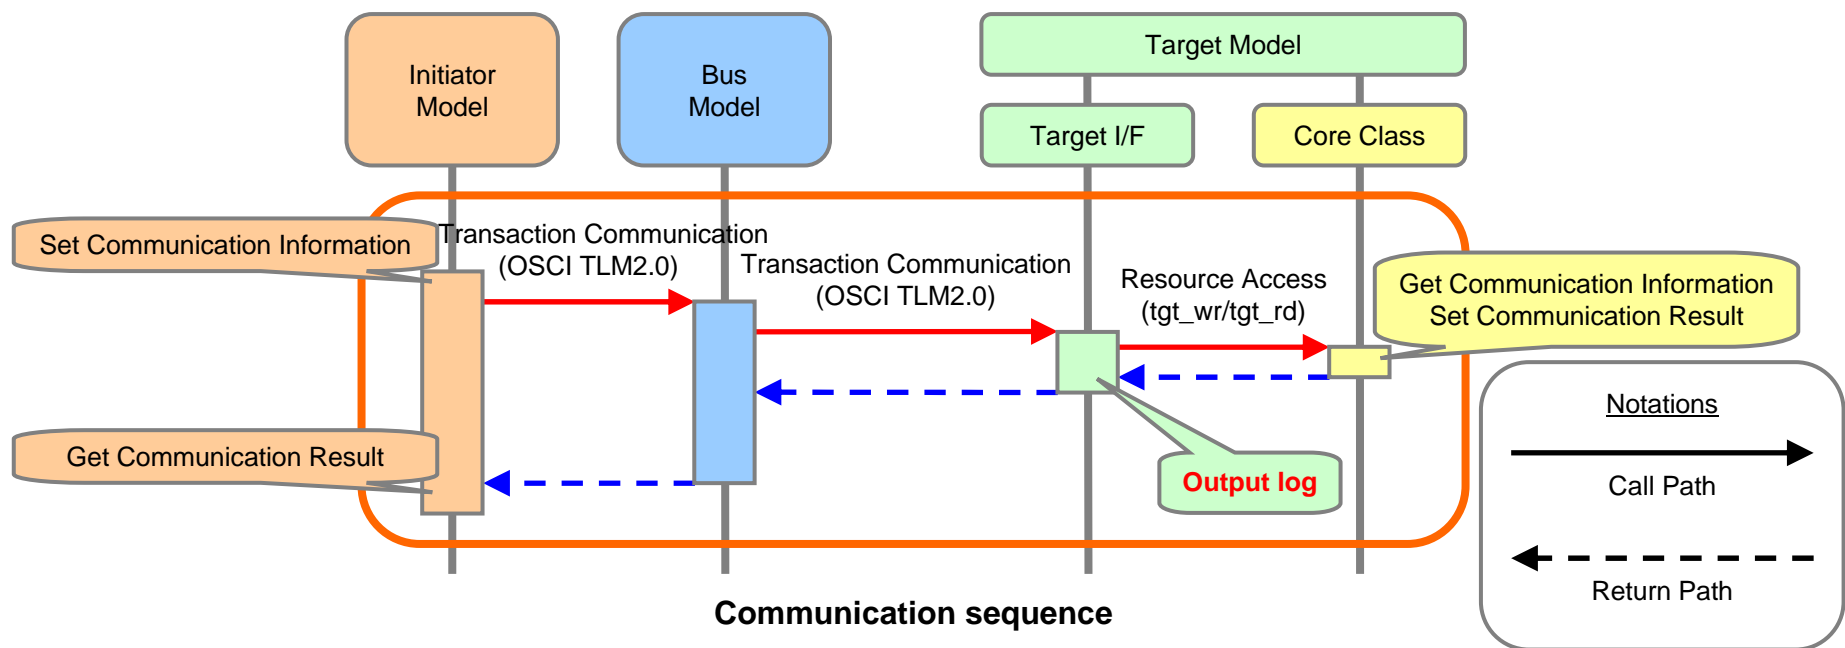 Initiator
Model
Bus
Model
Target Model
Target I/F
Core Class
Set Communication Information
Transaction Communication
(OSCI TLM2.0)
Transaction Communication
(OSCI TLM2.0)
Resource Access
(tgt_wr/tgt_rd)
Get Communication Information
Set Communication Result
Get Communication Result
Output log
Notations
Call Path
Return Path
Communication sequence